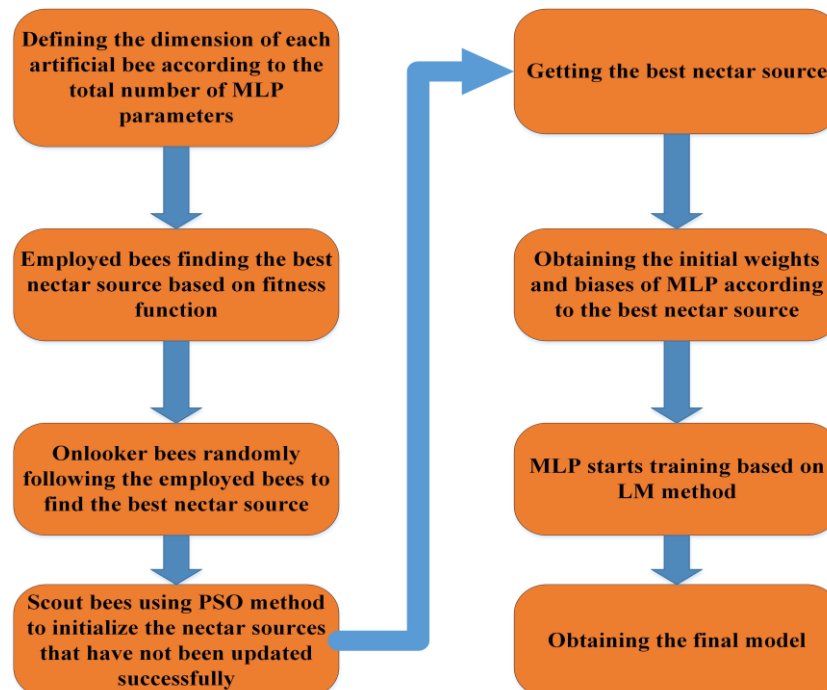 Defining the dimension of each
artificial bee according to the
total number of MLP
parameters
Employed bees finding the best
nectar source based on fitness
function
Onlooker bees randomly
following the employed bees to
find the best nectar source
Scout bees using PSO method
to initialize the nectar sources
that have not been updated
successfully
Getting the best nectar source
Obtaining the initial weights
and biases of MLP according
to the best nectar source
MLP starts training based on
LM method
Obtaining the final model